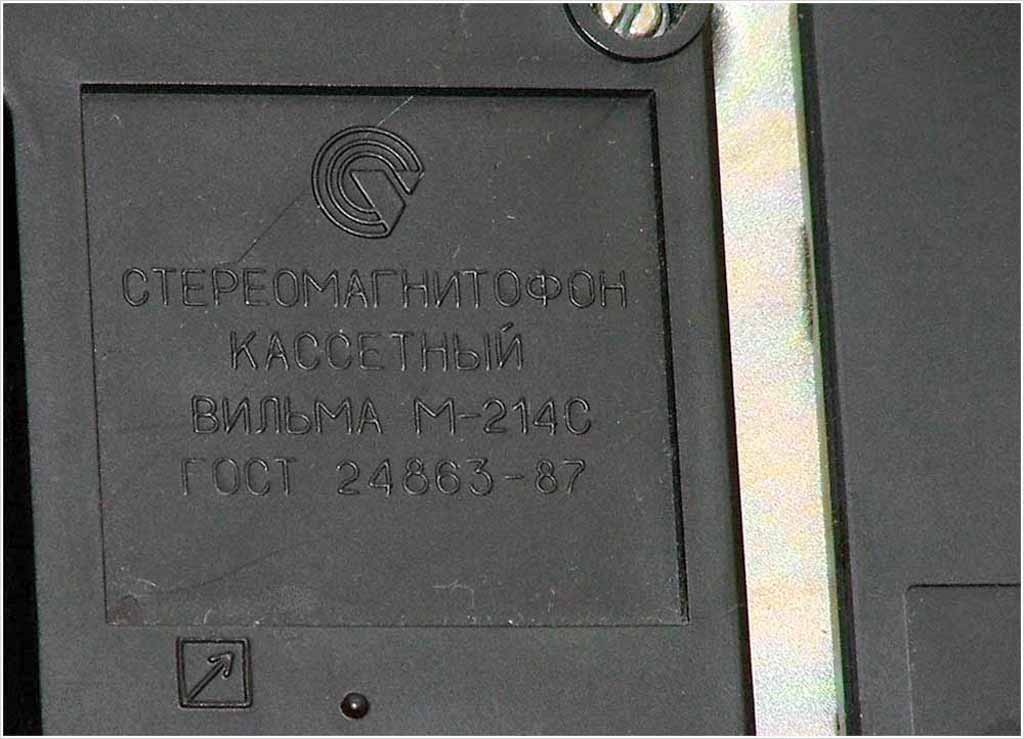 СТЕРЕОМАГНИТОФОН
КАССЕТНЫЙ
ВИЛЬМА М-214С
ГОСТ 24863-87